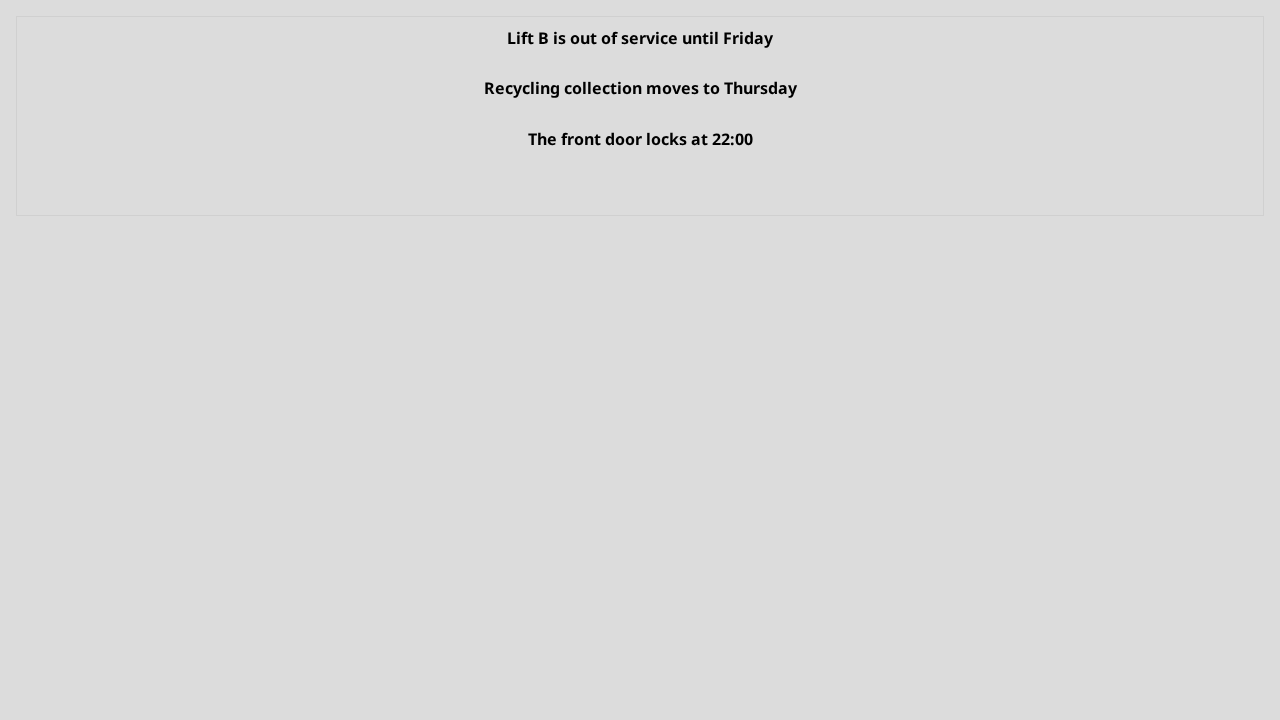 Lift B is out of service until Friday
Recycling collection moves to Thursday
The front door locks at 22:00